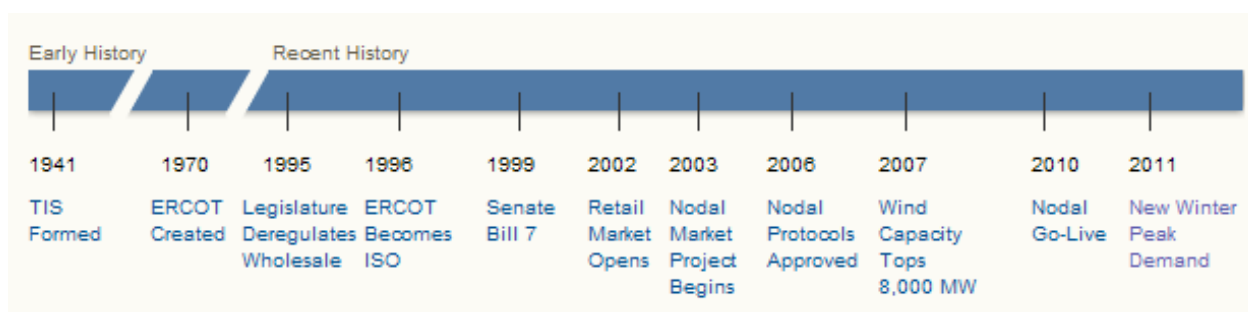 Early History Recent History
1941 1970 1995 1996 1999 2002 2003 2006 2007 2010 2011
TIS ERCOT Legislature ERCOT Senate Retail Nodal Nodal Wind Nodal New Winter
Formed Created Deregulates Becomes Bill 7 Market Market Protocols Capacity Go-Live Peak
Wholesale ISO Opens Project Approved Tops Demand
Begins 8,000 MW